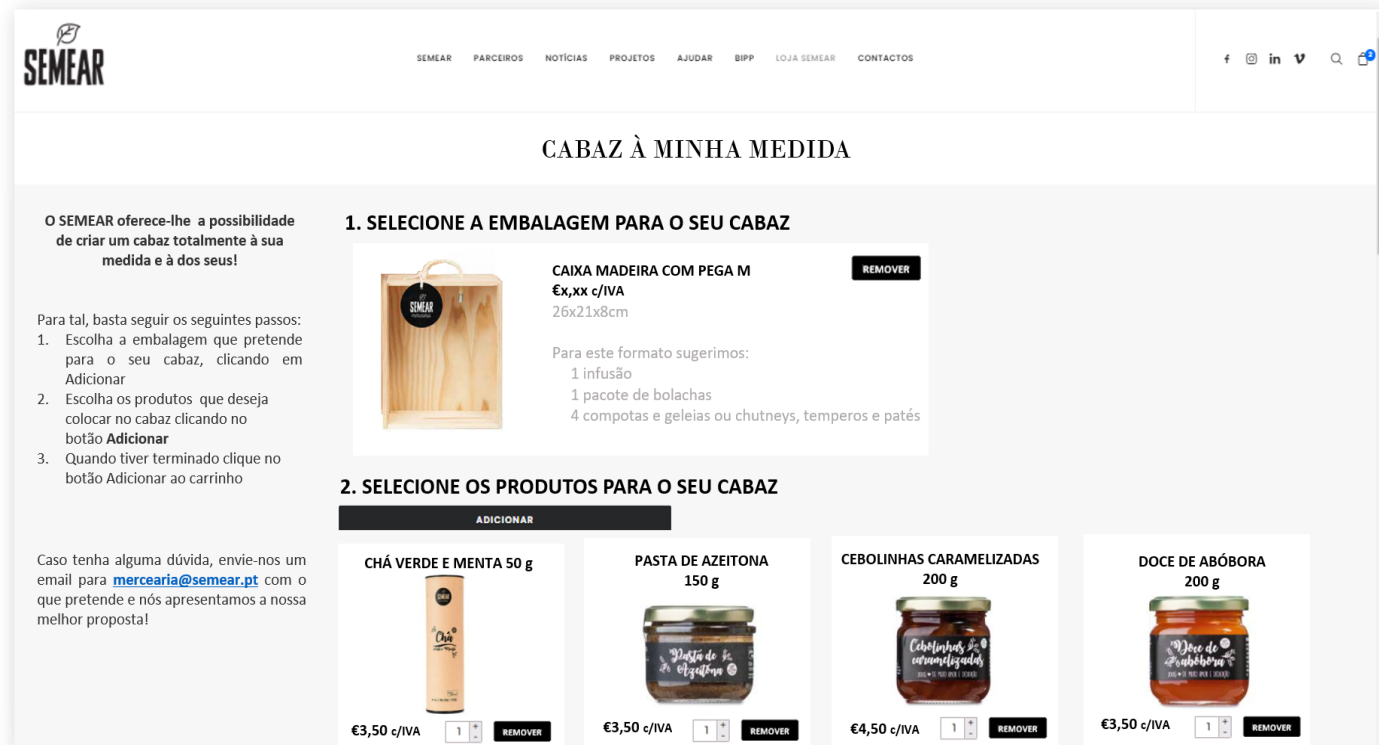 SEMEAR
SEMEAR PARCEIROS NOTÍCIAS PROJETOS AJUDAR BIPP LOJA SEMEAR CONTACTOS
2
CABAZ À MINHA MEDIDA
O SEMEAR oferece-lhe a possibilidade
de criar um cabaz totalmente à sua
medida e à dos seus!
Para tal, basta seguir os seguintes passos:
1. Escolha a embalagem que pretende
para o seu cabaz, clicando em
Adicionar
2. Escolha os produtos que deseja
colocar no cabaz clicando no
botão Adicionar
3. Quando tiver terminado clique no
botão Adicionar ao carrinho
Caso tenha alguma dúvida, envie-nos um
email para mercearia@semear.pt com o
que pretende e nós apresentamos a nossa
melhor proposta!
1. SELECIONE A EMBALAGEM PARA O SEU CABAZ
SEMEAR
CAIXA MADEIRA COM PEGA M
REMOVER
€x,xx c/IVA
26x21x8cm
Para este formato sugerimos:
1 infusão
1 pacote de bolachas
4 compotas e geleias ou chutneys, temperos e patés
2. SELECIONE OS PRODUTOS PARA O SEU CABAZ
ADICIONAR
CHÁ VERDE E MENTA 50 g
SEMEAR
Chá
€3,50 c/IVA 1 REMOVER
PASTA DE AZEITONA
150 g
Pasta de
Azeitona
€3,50 c/IVA 1 REMOVER
CEBOLINHAS CARAMELIZADAS
200 g
Cebolinhas
caramelizadas
€4,50 c/IVA 1 REMOVER
DOCE DE ABÓBORA
200 g
Doce de
abóbora
€3,50 c/IVA 1 REMOVER